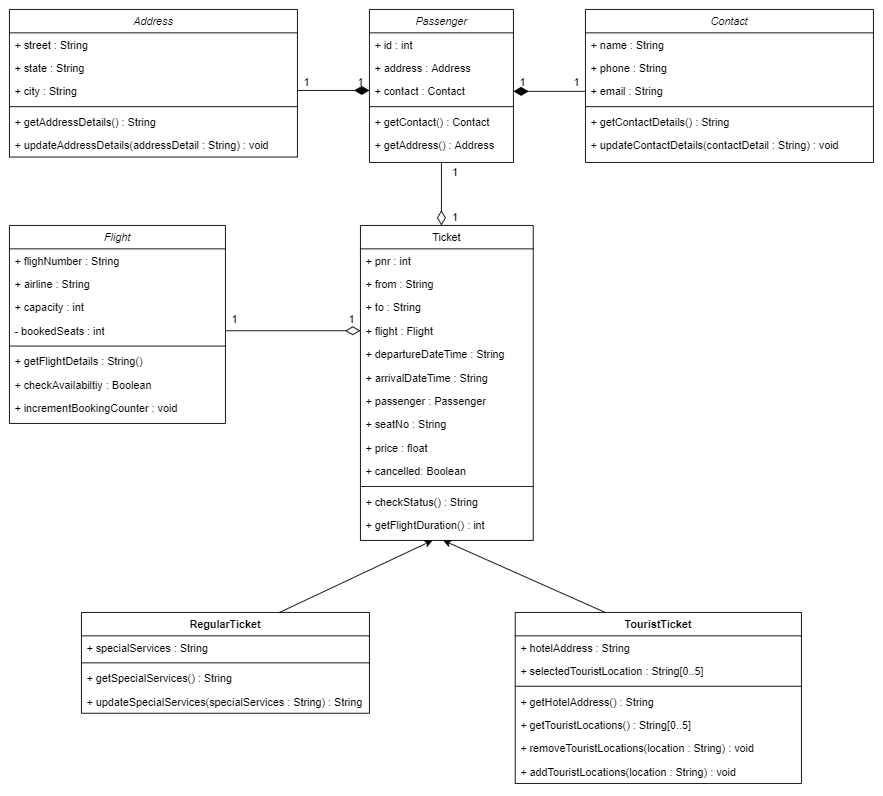 Address
+ street : String
+ state : String
+ city : String
+ getAddressDetails() : String
+ updateAddressDetails(addressDetail : String) : void
1
1
Passenger
+ id : int
+ address : Address
+ contact : Contact
+ getContact() : Contact
+ getAddress() : Address
1
1
Contact
+ name : String
+ phone : String
+ email : String
+ getContactDetails() : String
+ updateContactDetails(contactDetail : String) : void
1
1
Flight
+ flighNumber : String
+ airline : String
+ capacity : int
- bookedSeats : int
+ getFlightDetails : String()
+ checkAvailabiltiy : Boolean
+ incrementBookingCounter : void
1
1
Ticket
+ pnr : int
+ from : String
+ to : String
+ flight : Flight
+ departureDateTime : String
+ arrivalDateTime : String
+ passenger : Passenger
+ seatNo : String
+ price : float
+ cancelled: Boolean
+ checkStatus() : String
+ getFlightDuration() : int
RegularTicket
+ specialServices : String
+ getSpecialServices() : String
+ updateSpecialServices(specialServices : String) : String
TouristTicket
+ hotelAddress : String
+ selectedTouristLocation : String[0..5]
+ getHotelAddress() : String
+ getTouristLocations() : String[0..5]
+ removeTouristLocations(location : String) : void
+ addTouristLocations(location : String) : void